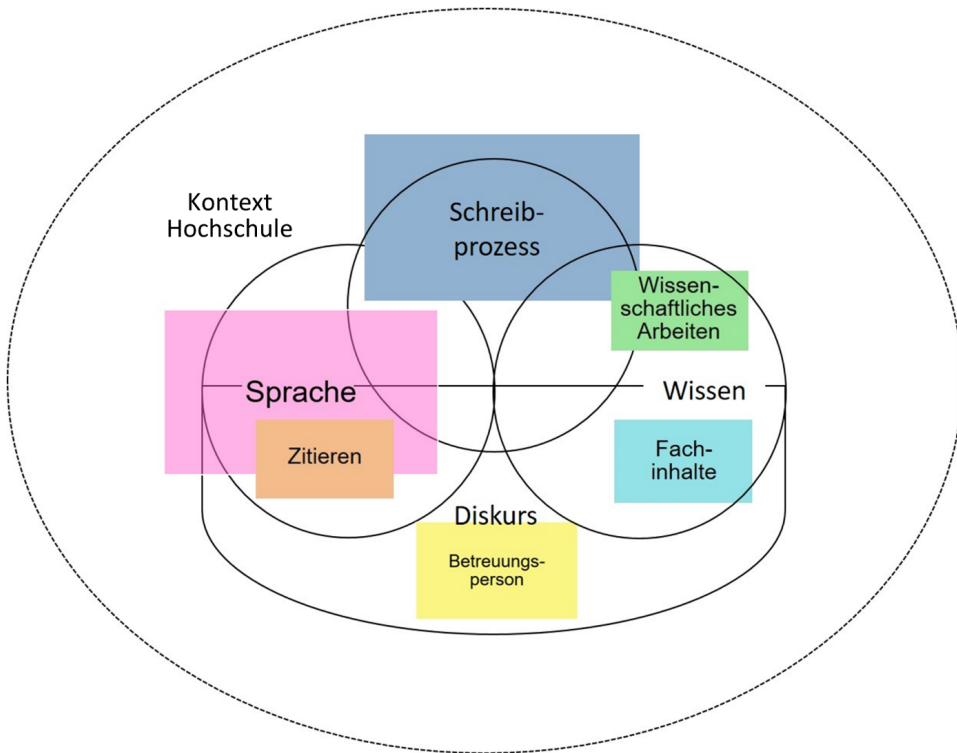 Kontext
Hochschule
Schreib-
prozess
Wissen-
schaftliches
Arbeiten
Sprache
Wissen
Zitieren
Fach-
inhalte
Diskurs
Betreuungs-
person